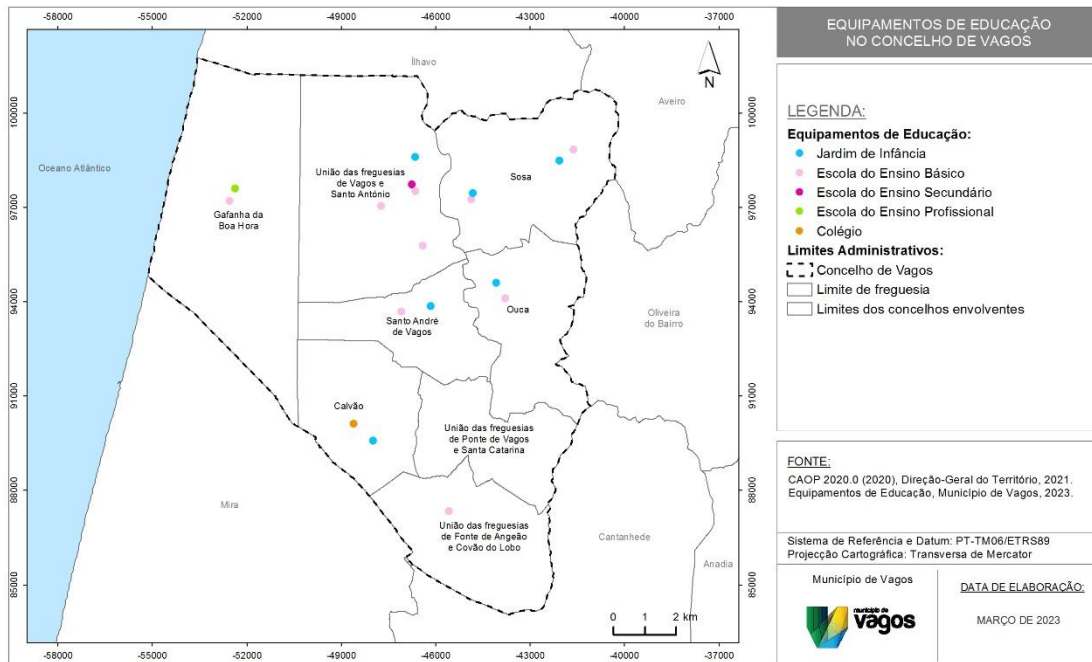 -58000 -55000 -52000 -49000 -46000 -43000 -40000 -37000
EQUIPAMENTOS DE EDUCAÇÃO
NO CONCELHO DE VAGOS
Ílhavo
N
Aveiro
100000
100000
Oceano Atlântico
União das freguesias
de Vagos e
Santo António
Sosa
97000
97000
Gafanha da
Boa Hora
94000
94000
Santo André
de Vagos
Ouca
Oliveira
do Bairro
91000
91000
Calvão
União das freguesias
de Ponte de Vagos
e Santa Catarina
88000
88000
Mira
União das freguesias
de Fonte de Angeão
e Covão do Lobo
Cantanhede
Anadia
85000
85000
0 1 2 km
-58000 -55000 -52000 -49000 -46000 -43000 -40000 -37000
LEGENDA:
Equipamentos de Educação:
Jardim de Infância
Escola do Ensino Básico
Escola do Ensino Secundário
Escola do Ensino Profissional
Colégio
Limites Administrativos:
Concelho de Vagos
Limite de freguesia
Limites dos concelhos envolventes
FONTE:
CAOP 2020.0 (2020), Direção-Geral do Território, 2021.
Equipamentos de Educação, Município de Vagos, 2023.
Sistema de Referência e Datum: PT-TM06/ETRS89
Projecção Cartográfica: Transversa de Mercator
Município de Vagos
município de
vagos
DATA DE ELABORAÇÃO:
MARÇO DE 2023